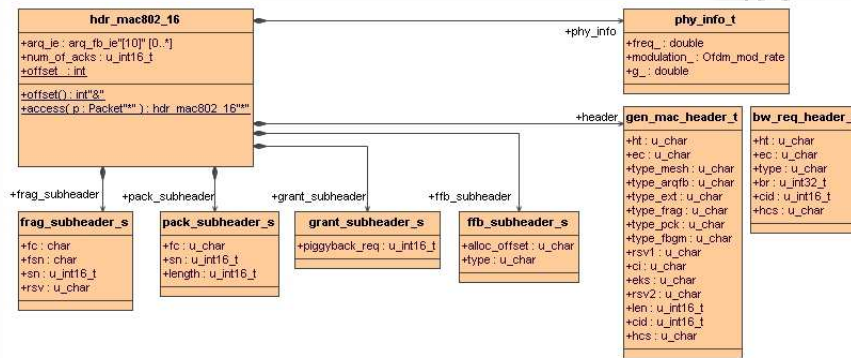 hdr_mac802_16
+arq_ie : arq_fb_ie"[10]" [0..*]
+num_of_acks : u_int16_t
+offset_ : int
+offset() : int"&"
+access( p : Packet"*" ) : hdr_mac802_16"*"
+phy_info
phy_info_t
+freq_ : double
+modulation_ : Ofdm_mod_rate
+g_ : double
+header
gen_mac_header_t
+ht : u_char
+ec : u_char
+type_mesh : u_char
+type_arqfb : u_char
+type_ext : u_char
+type_frag : u_char
+type_pck : u_char
+type_fbgm : u_char
+rsv1 : u_char
+ci : u_char
+eks : u_char
+rsv2 : u_char
+len : u_int16_t
+cid : u_int16_t
+hcs : u_char
bw_req_header_
+ht : u_char
+ec : u_char
+type : u_char
+br : u_int32_t
+cid : u_int16_t
+hcs : u_char
+frag_subheader
+pack_subheader
+grant_subheader
+ffb_subheader
frag_subheader_s
+fc : char
+fsn : char
+sn : u_int16_t
+rsv : u_char
pack_subheader_s
+fc : u_char
+sn : u_int16_t
+length : u_int16_t
grant_subheader_s
+piggyback_req : u_int16_t
ffb_subheader_s
+alloc_offset : u_char
+type : u_char